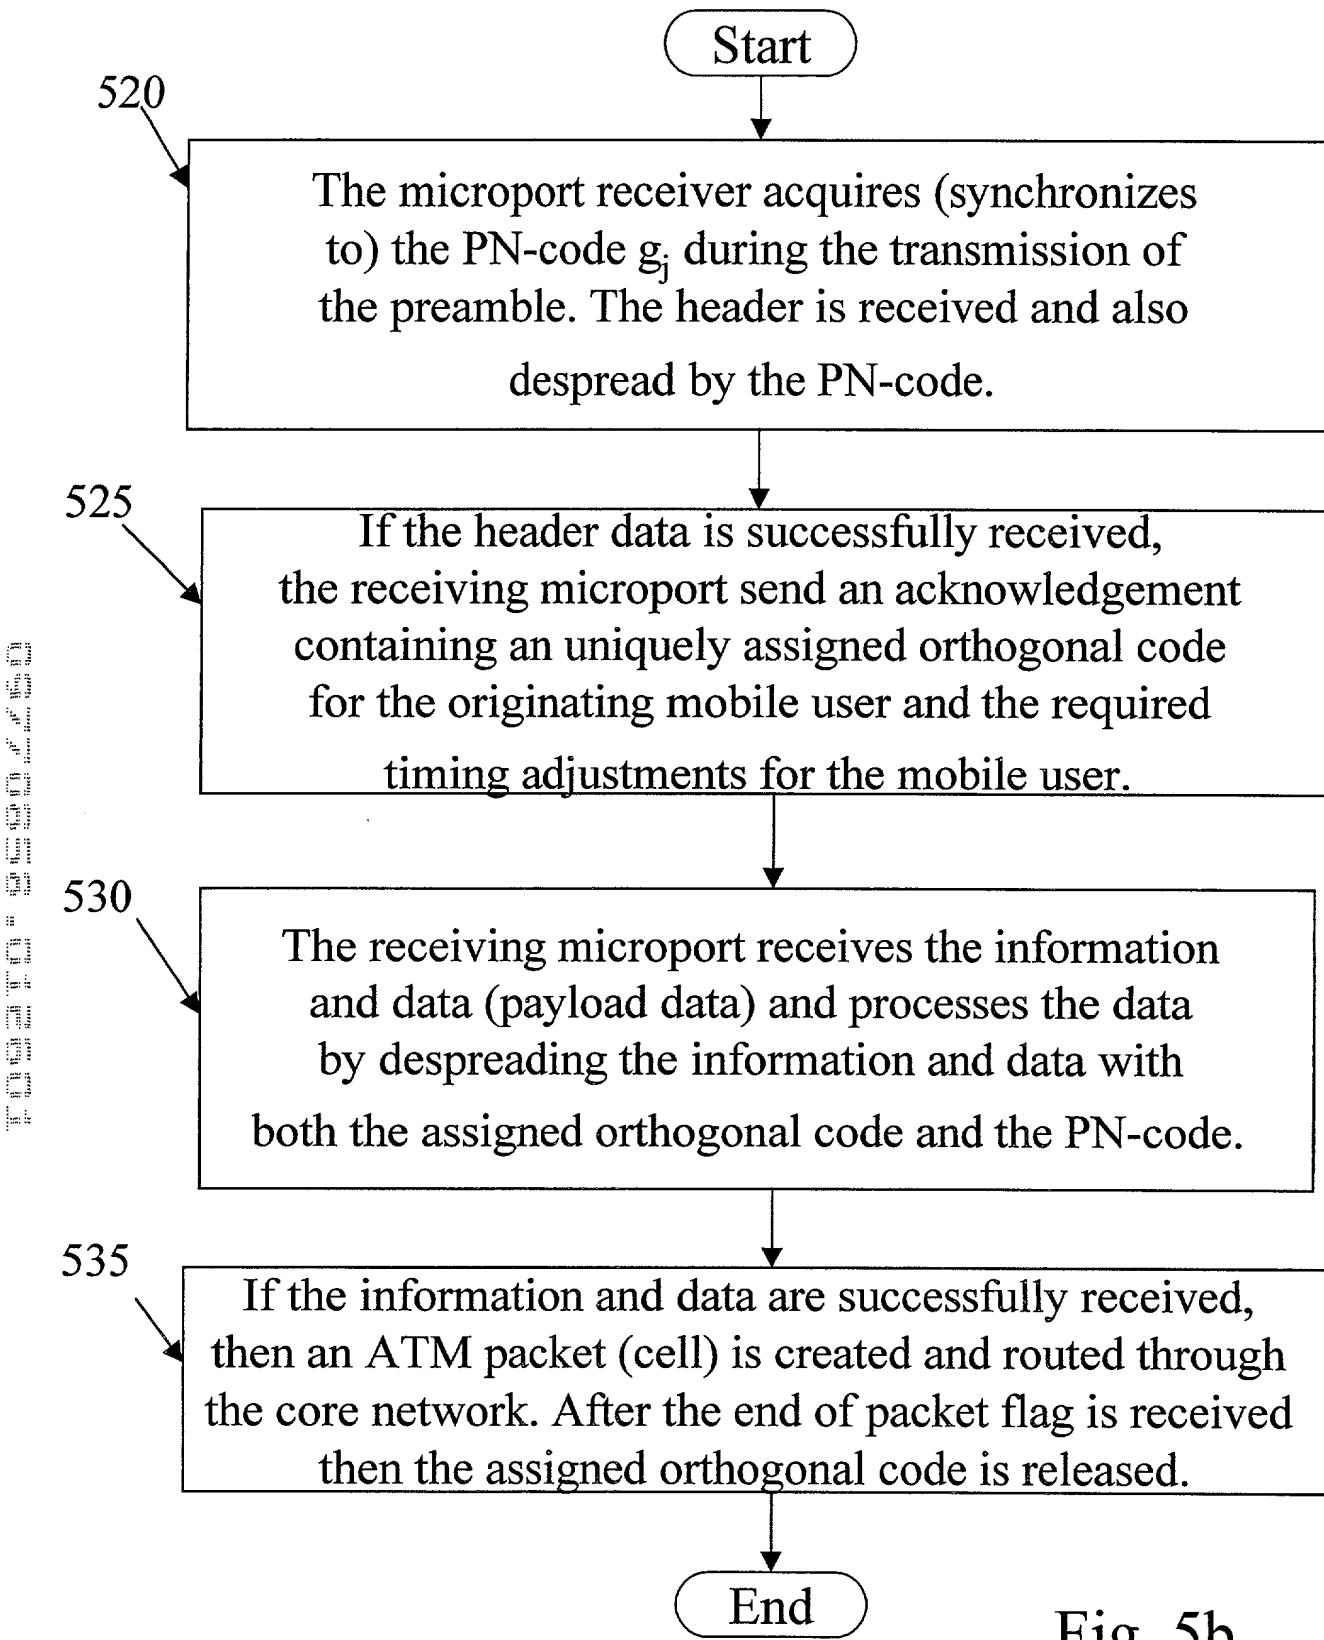 Start
520
The microport receiver acquires (synchronizes
to) the PN-code gj during the transmission of
the preamble. The header is received and also
despread by the PN-code.
525
If the header data is successfully received,
the receiving microport send an acknowledgement
containing an uniquely assigned orthogonal code
for the originating mobile user and the required
timing adjustments for the mobile user.
530
The receiving microport receives the information
and data (payload data) and processes the data
by despreading the information and data with
both the assigned orthogonal code and the PN-code.
535
If the information and data are successfully received,
then an ATM packet (cell) is created and routed through
the core network. After the end of packet flag is received
then the assigned orthogonal code is released.
End
Fig. 5b